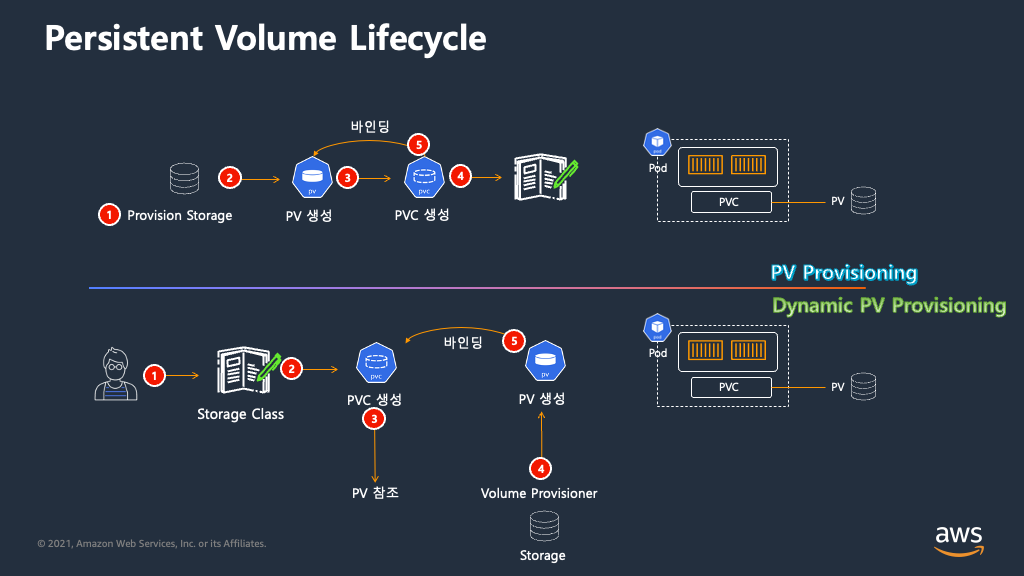 Persistent Volume Lifecycle
바인딩
5
2
pv
3
pvc
4
1 Provision Storage
PV 생성
PVC 생성
pod
Pod
PVC
PV
PV Provisioning
Dynamic PV Provisioning
1
Storage Class
2
pvc
PVC 생성
3
PV 참조
바인딩
5
pv
PV 생성
4
Volume Provisioner
Storage
pod
Pod
PVC
PV
© 2021, Amazon Web Services, Inc. or its Affiliates.
aws